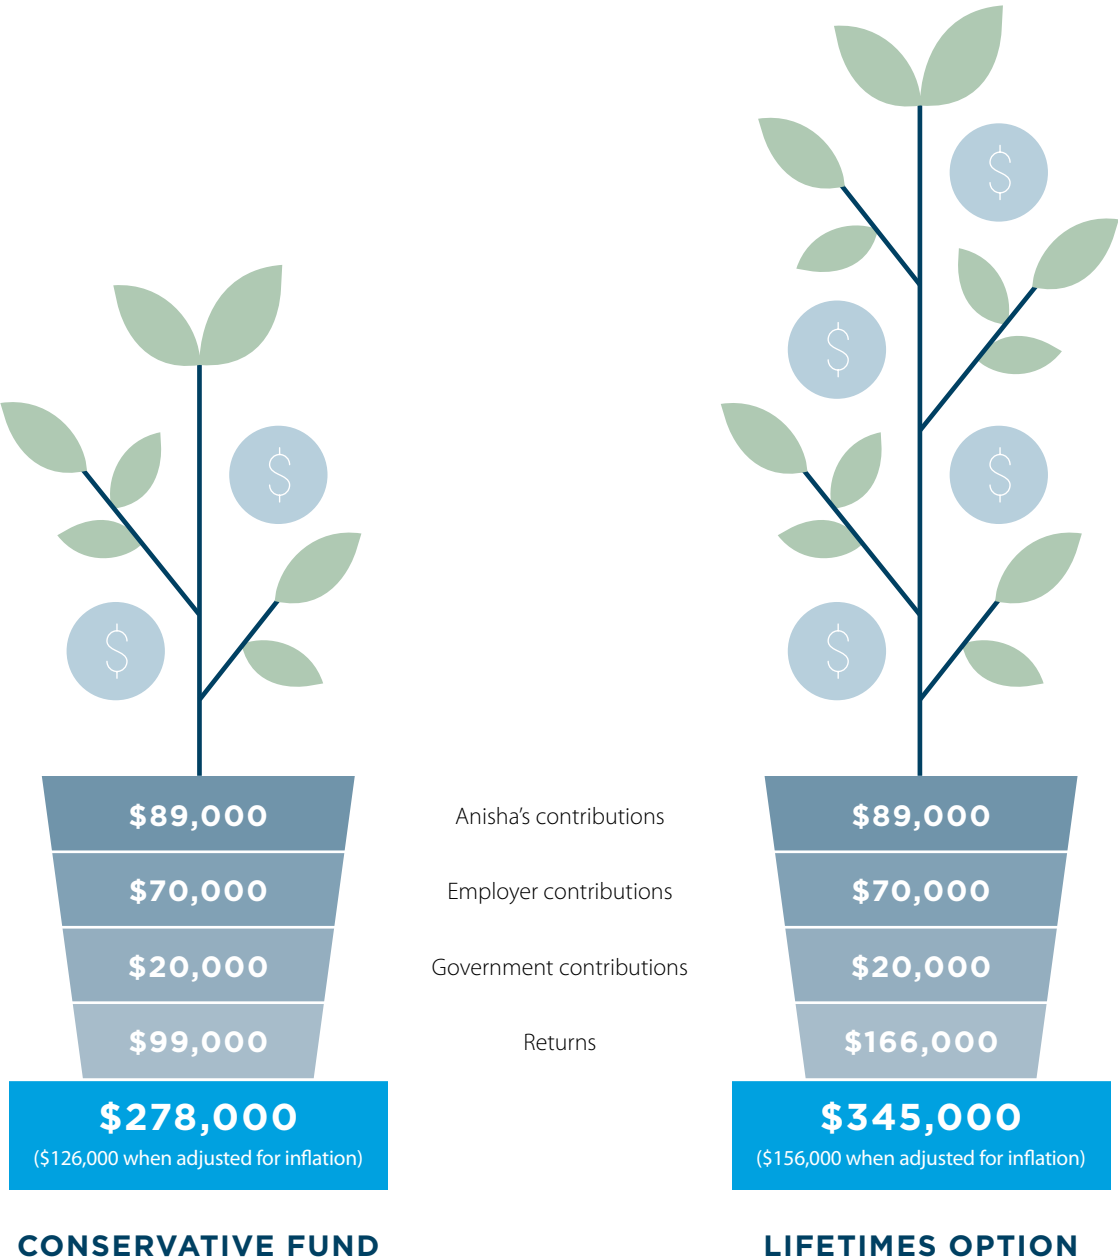 $
$
$
$
$
$
$89,000 Anisha's contributions $89,000
$70,000 Employer contributions $70,000
$20,000 Government contributions $20,000
$99,000 Returns $166,000
$278,000 $345,000
($126,000 when adjusted for inflation) ($156,000 when adjusted for inflation)
CONSERVATIVE FUND LIFETIMES OPTION